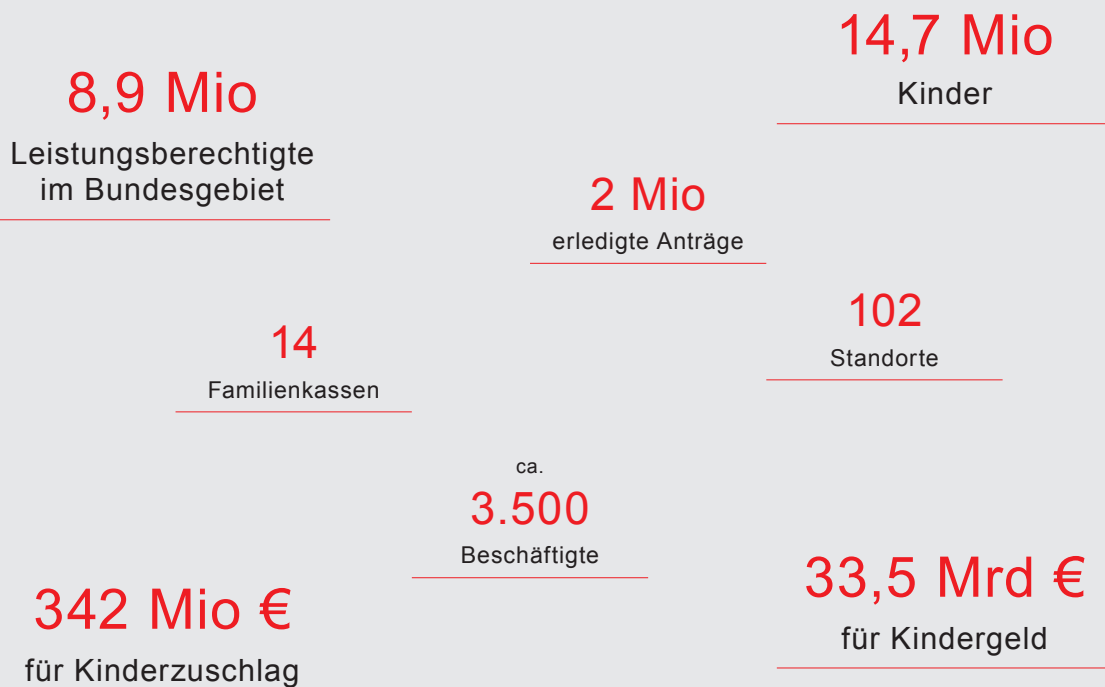 14,7 Mio
Kinder
8,9 Mio
Leistungsberechtigte
im Bundesgebiet
2 Mio
erledigte Anträge
102
Standorte
14
Familienkassen
ca.
3.500
Beschäftigte
33,5 Mrd €
für Kindergeld
342 Mio €
für Kinderzuschlag